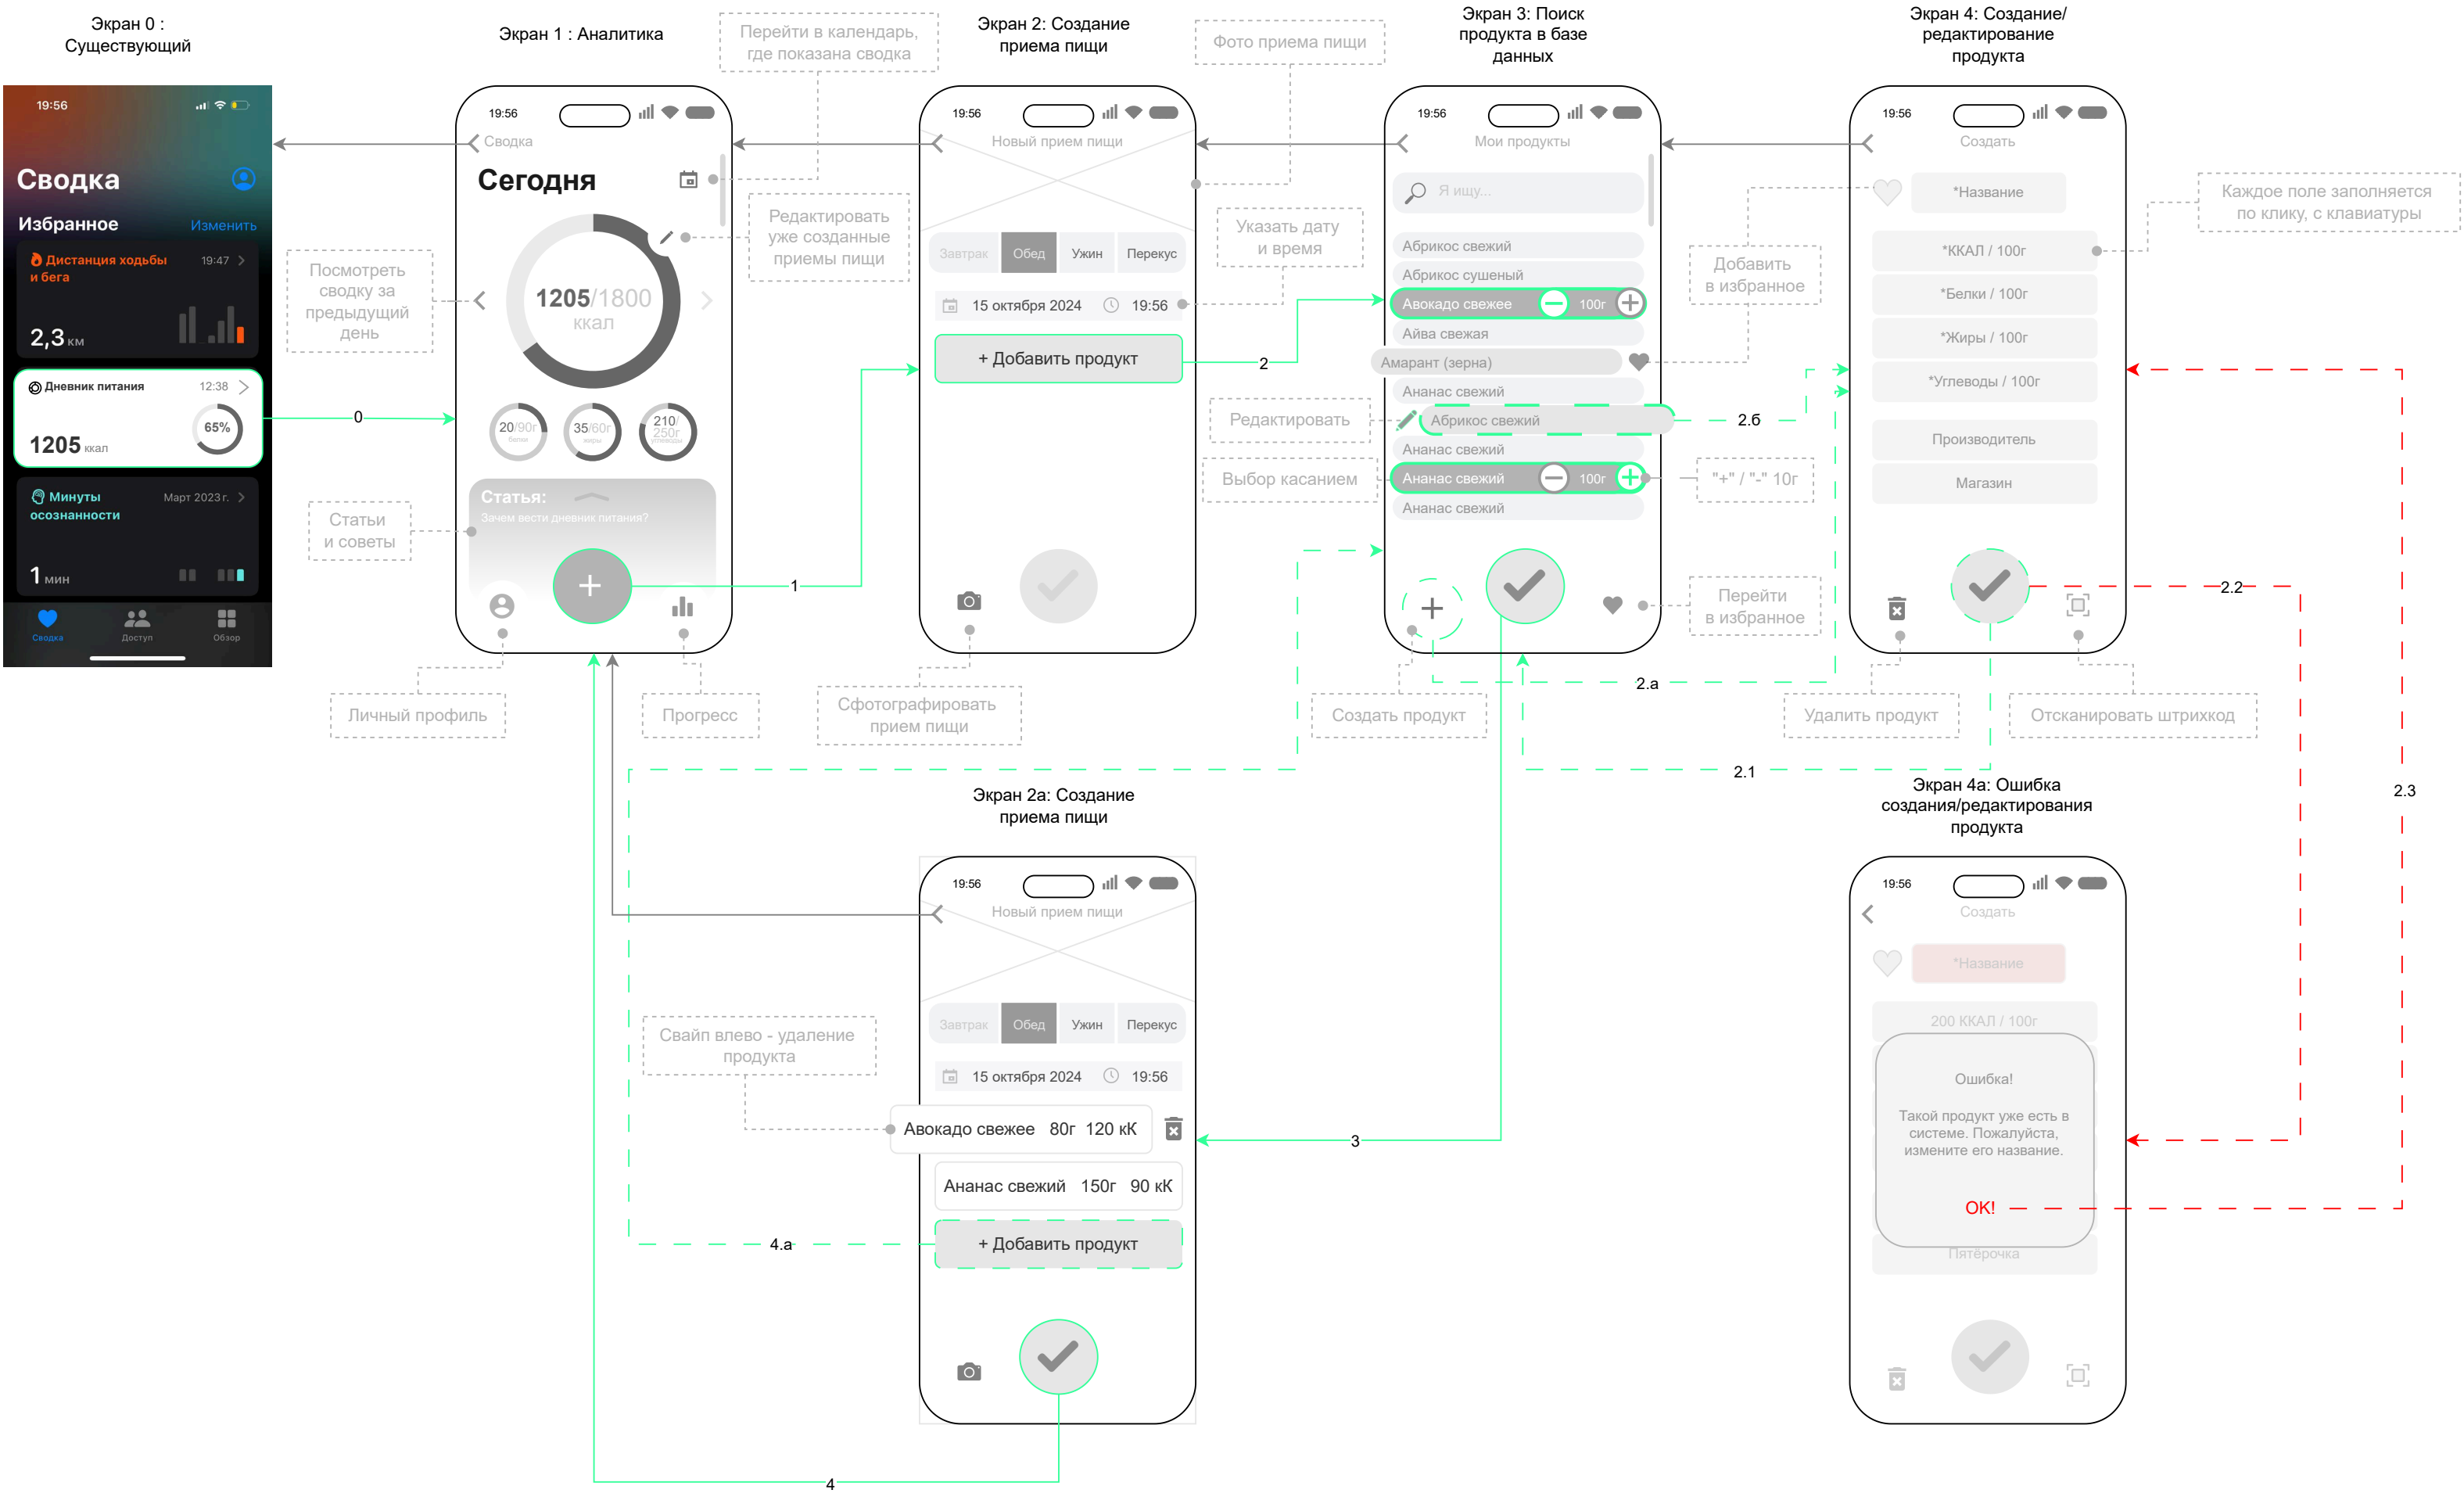 Экран 0 :
Существующий
19:56
Сводка
Избранное
Изменить
Дистанция ходьбы
и бега
19:47
2,3 км
Дневник питания
12:38
1205 ккал
65%
Минуты
осознанности
Март 2023 г.
1 мин
Сводка
Доступ
Обзор
0
Экран 1 : Аналитика
19:56
Сводка
Сегодня
1205/1800
ккал
20/90г
белки
35/60г
жиры
210/
250г
углеводы
Статья:
Зачем вести дневник питания?
Перейти в календарь,
где показана сводка
Редактировать
уже созданные
приемы пищи
Посмотреть
сводку за
предыдущий
день
Статьи
и советы
Личный профиль
Прогресс
1
Экран 2: Создание
приема пищи
19:56
Новый прием пищи
Завтрак
Обед
Ужин
Перекус
15 октября 2024
19:56
+ Добавить продукт
Фото приема пищи
Указать дату
и время
Сфотографировать
прием пищи
2
Экран 3: Поиск
продукта в базе
данных
19:56
Мои продукты
Я ищу...
Абрикос свежий
Абрикос сушеный
Авокадо свежее
100г
Айва свежая
Амарант (зерна)
Ананас свежий
Абрикос свежий
Ананас свежий
Ананас свежий
100г
Ананас свежий
Добавить
в избранное
Редактировать
Выбор касанием
"+" / "-" 10г
Перейти
в избранное
Создать продукт
2.а
2.б
Экран 4: Создание/
редактирование
продукта
19:56
Создать
*Название
*ККАЛ / 100г
*Белки / 100г
*Жиры / 100г
*Углеводы / 100г
Производитель
Магазин
Каждое поле заполняется
по клику, с клавиатуры
Удалить продукт
Отсканировать штрихкод
2.1
2.2
2.3
Экран 2а: Создание
приема пищи
19:56
Новый прием пищи
Завтрак
Обед
Ужин
Перекус
15 октября 2024
19:56
Авокадо свежее 80г 120 кК
Ананас свежий 150г 90 кК
+ Добавить продукт
Свайп влево - удаление
продукта
3
4.а
4
Экран 4а: Ошибка
создания/редактирования
продукта
19:56
Создать
*Название
200 ККАЛ / 100г
Ошибка!
Такой продукт уже есть в
системе. Пожалуйста,
измените его название.
OK!
Пятёрочка